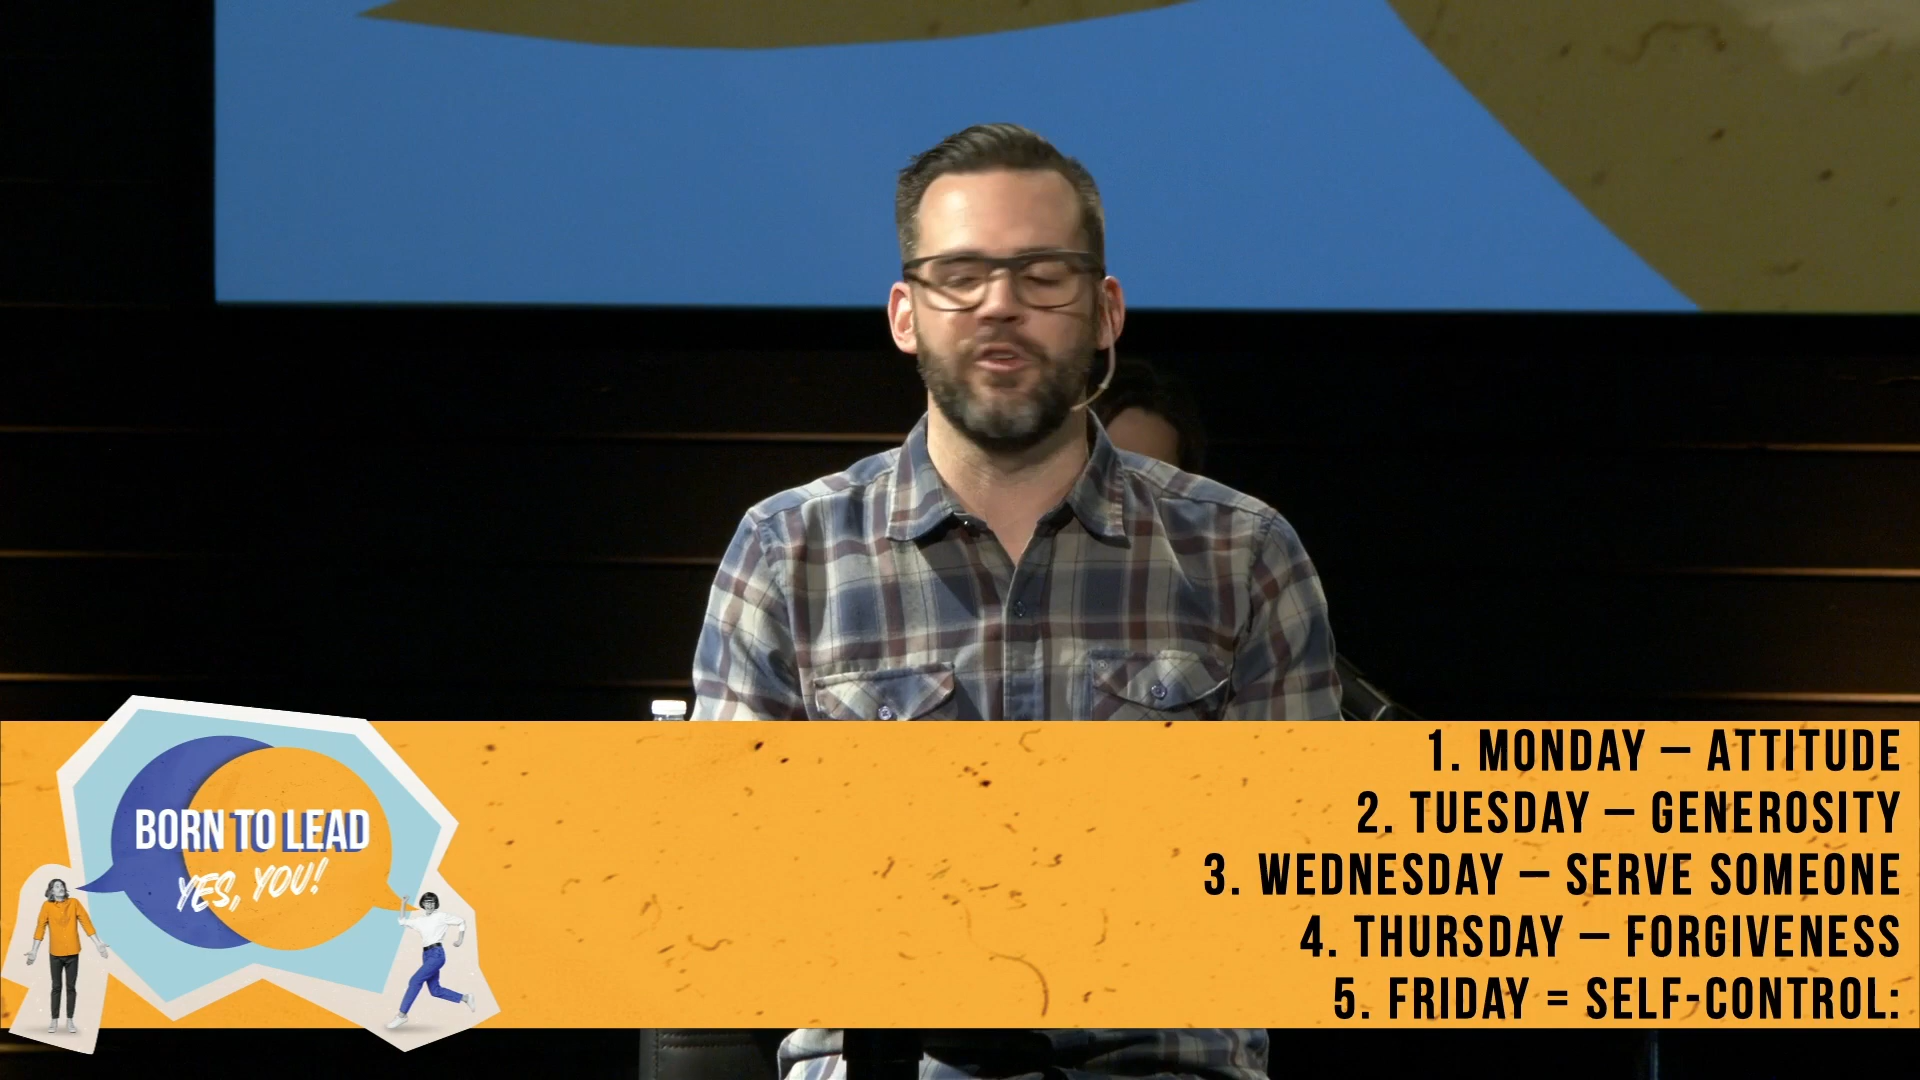 BORN TO LEAD
YES, YOU!
1. MONDAY – ATTITUDE
2. TUESDAY – GENEROSITY
3. WEDNESDAY – SERVE SOMEONE
4. THURSDAY – FORGIVENESS
5. FRIDAY = SELF-CONTROL: